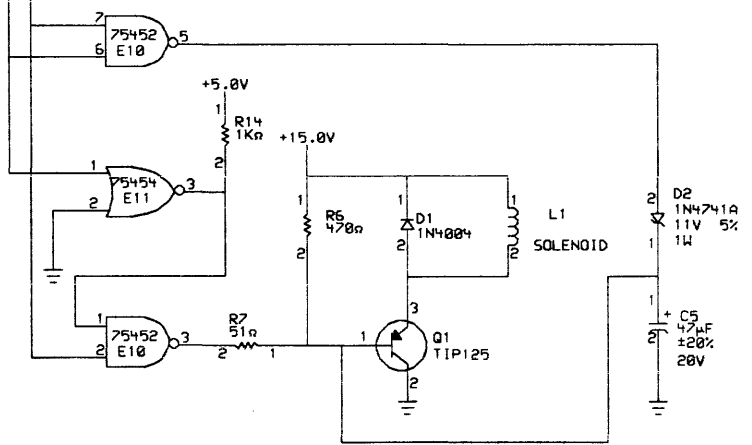 7
75452
E10
5
6
+5.0V
1
R14
1KΩ
2
+15.0V
1
75454
E11
3
2
1
R6
470Ω
2
1
D1
1N4004
2
1
L1
SOLENOID
2
2
D2
1N4741A
11V 5%
1W
1
1
75452
E10
3
2
R7
51Ω
2
1
3
1
Q1
TIP125
2
1
+
C5
47µF
±20%
20V
2